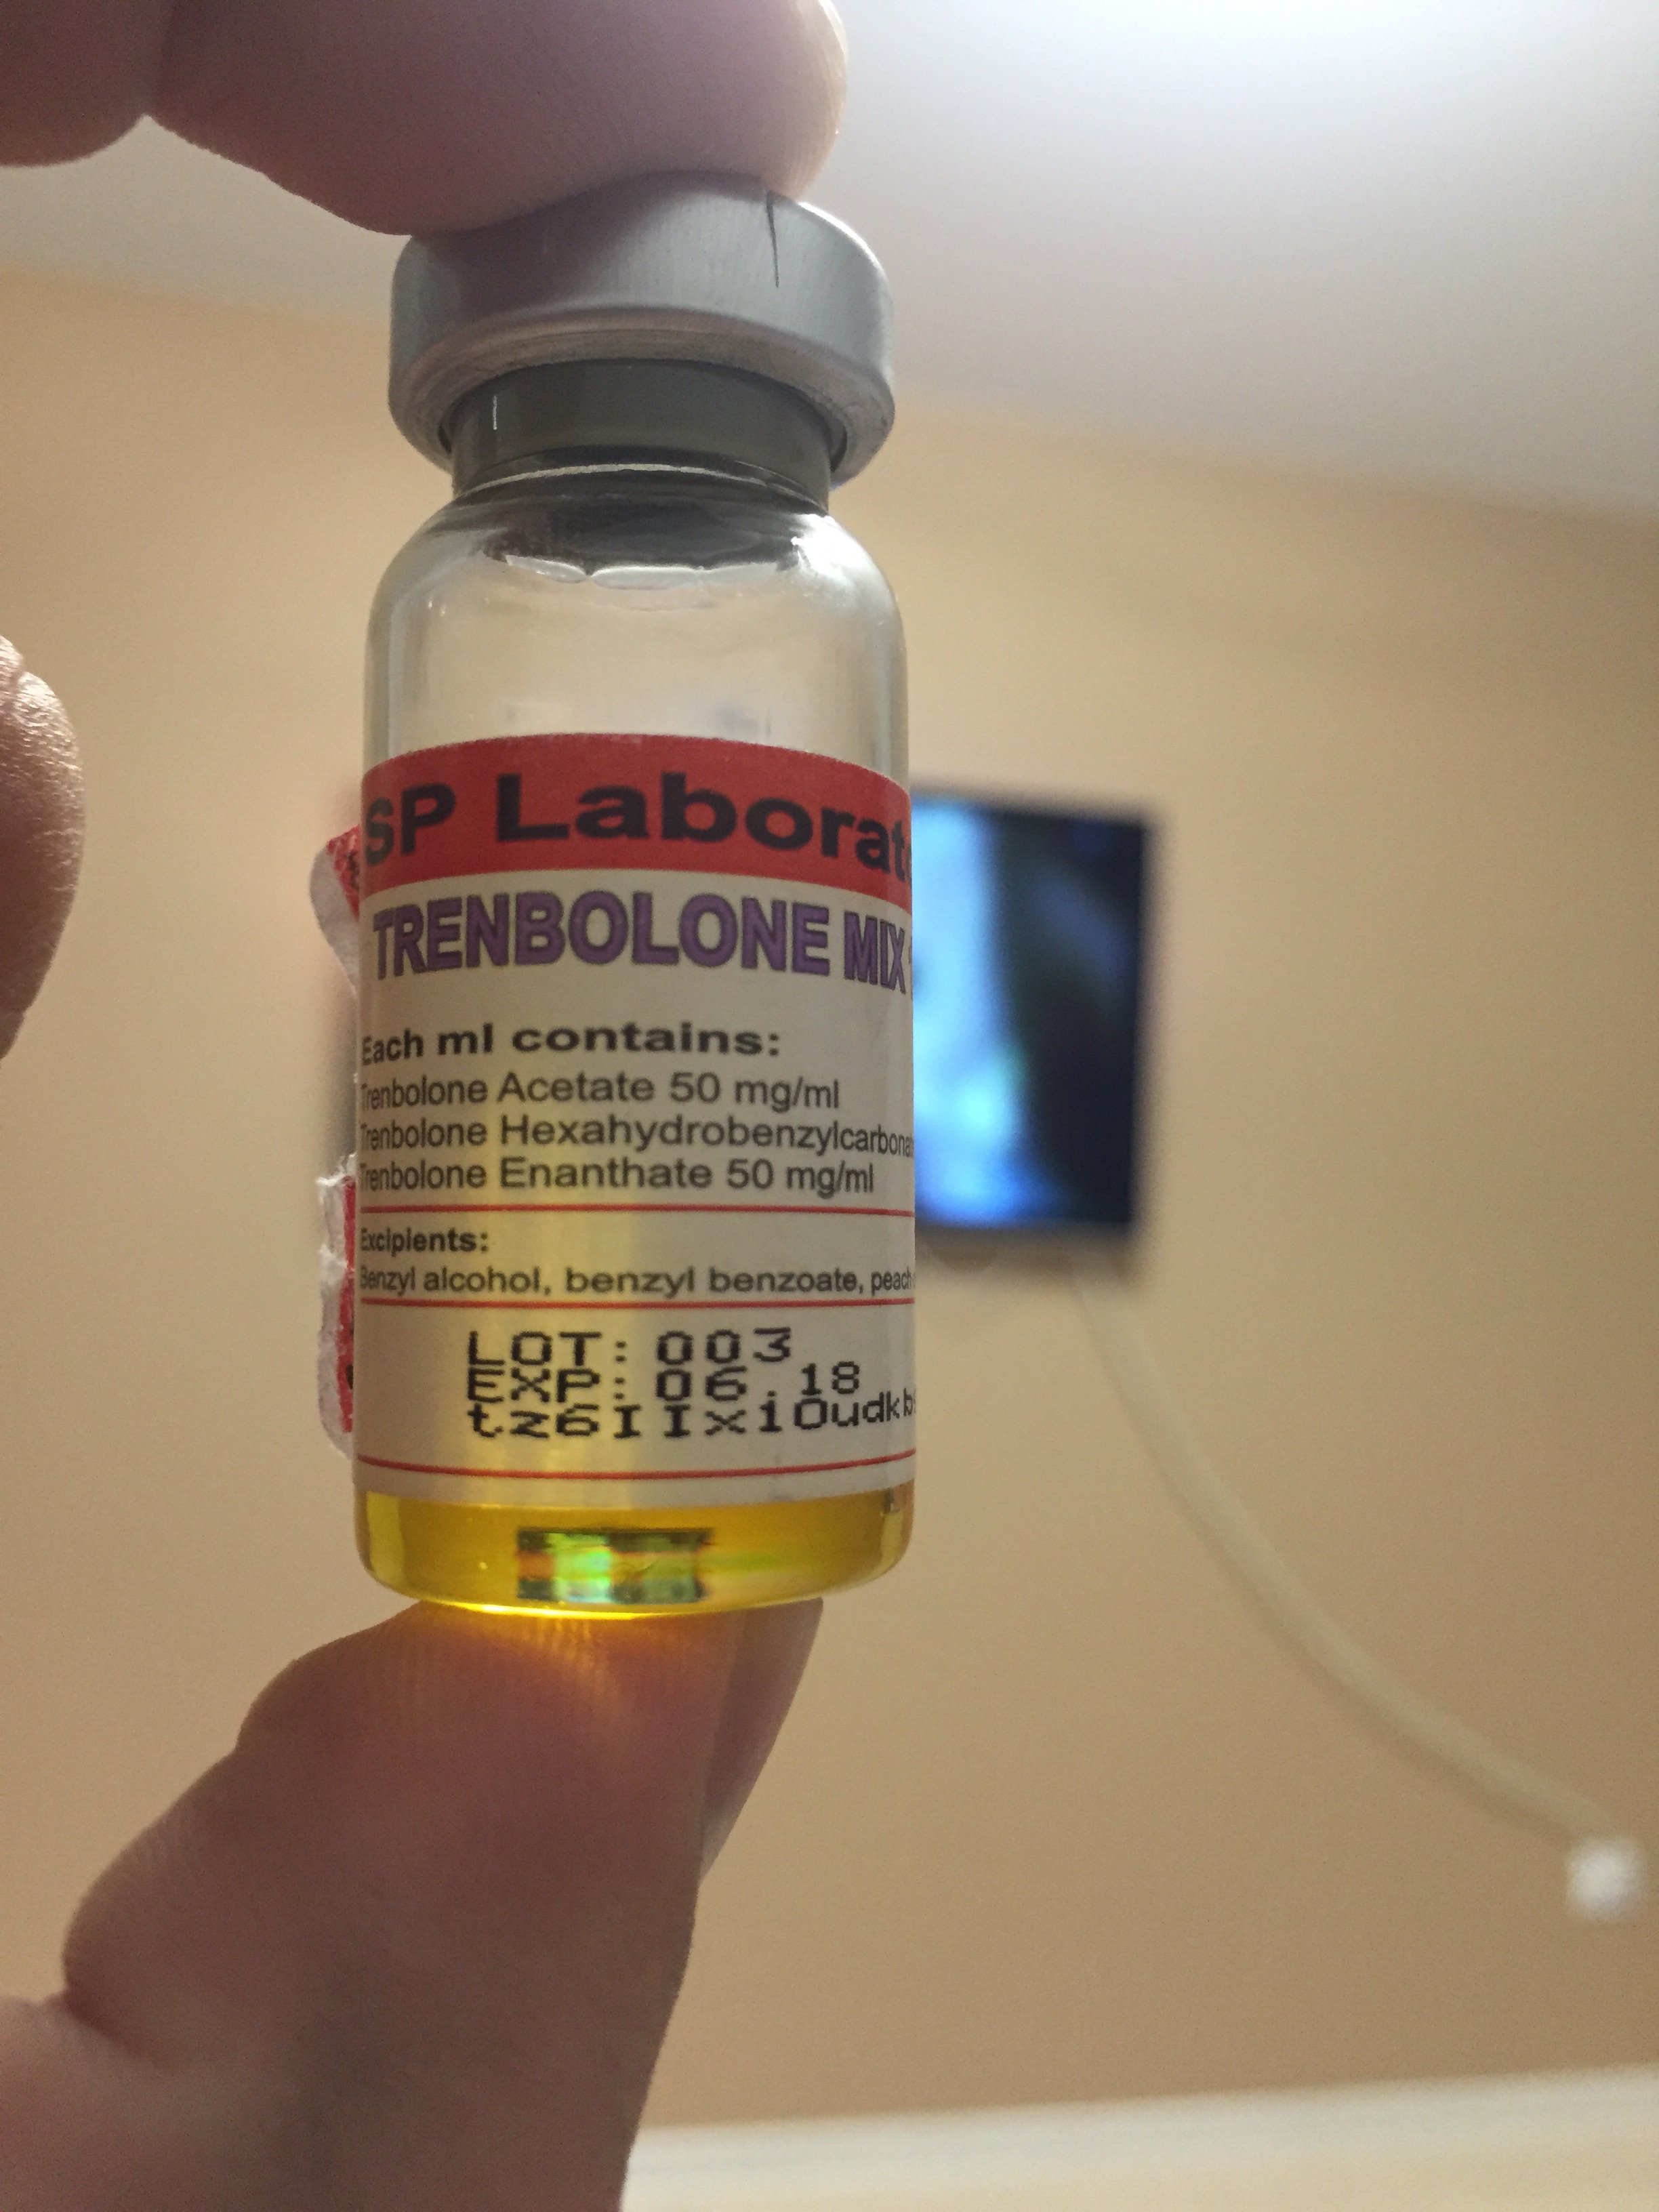 SP Laborat
TRENBOLONE MIX
Each ml contains:
Trenbolone Acetate 50 mg/ml
Trenbolone Hexahydrobenzylcarbona
Trenbolone Enanthate 50 mg/ml
Excipients:
Benzyl alcohol, benzyl benzoate, peach
LOT: 003
EXP: 06.18
tz6IIx10udkb